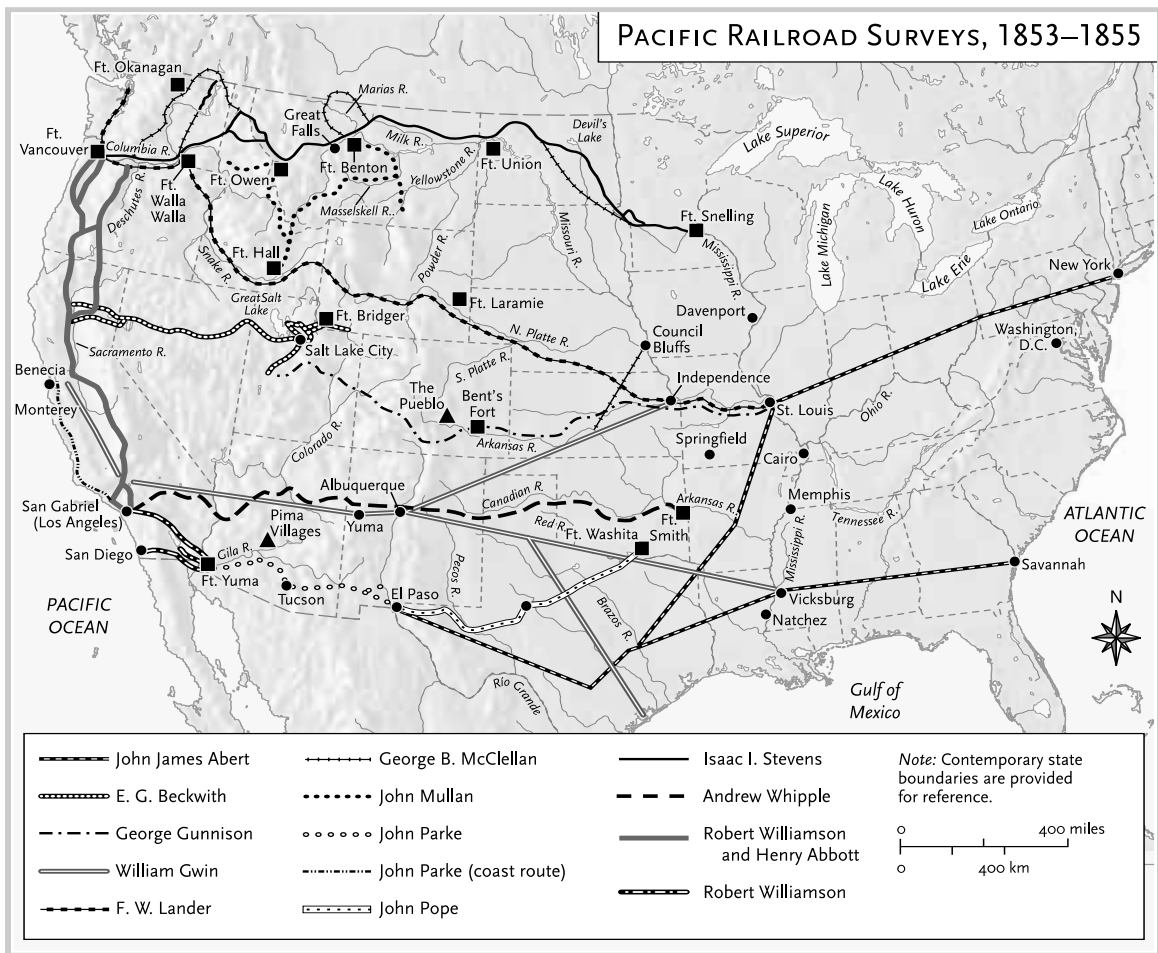 PACIFIC RAILROAD SURVEYS, 1853–1855
Ft. Okanagan
Marias R.
Great
Falls
Devil's
Lake
Lake Superior
Ft.
Vancouver
Columbia R.
Milk R.
Ft. Benton
Ft. Union
Ft. Owen
Yellowstone R.
Deschutes R.
Ft.
Walla
Walla
Masselskell R.
Lake Michigan
Lake Huron
Lake Ontario
Ft. Snelling
Missouri R.
Mississippi R.
Powder R.
Lake Erie
Ft. Hall
Snake R.
New York
Great Salt
Lake
Ft. Laramie
Ft. Bridger
Davenport
N. Platte R.
Council
Bluffs
Washington,
D.C.
Salt Lake City
Sacramento R.
S. Platte R.
Benecia
Independence
The
Pueblo
Bent's
Fort
Monterey
St. Louis
Ohio R.
Colorado R.
Arkansas R.
Springfield
Cairo
Albuquerque
Canadian R.
San Gabriel
(Los Angeles)
Arkansas R.
Memphis
Pima
Villages
Yuma
Red R.
Ft.
Smith
Tennessee R.
Ft. Washita
ATLANTIC
OCEAN
San Diego
Gila R.
Mississippi R.
Ft. Yuma
Pecos R.
Savannah
Tucson
El Paso
Brazos R.
Vicksburg
Natchez
PACIFIC
OCEAN
N
Río Grande
Gulf of
Mexico
John James Abert
E. G. Beckwith
George Gunnison
William Gwin
F. W. Lander
George B. McClellan
John Mullan
John Parke
John Parke (coast route)
John Pope
Isaac I. Stevens
Andrew Whipple
Robert Williamson
and Henry Abbott
Robert Williamson
Note: Contemporary state
boundaries are provided
for reference.
0 400 miles
0 400 km